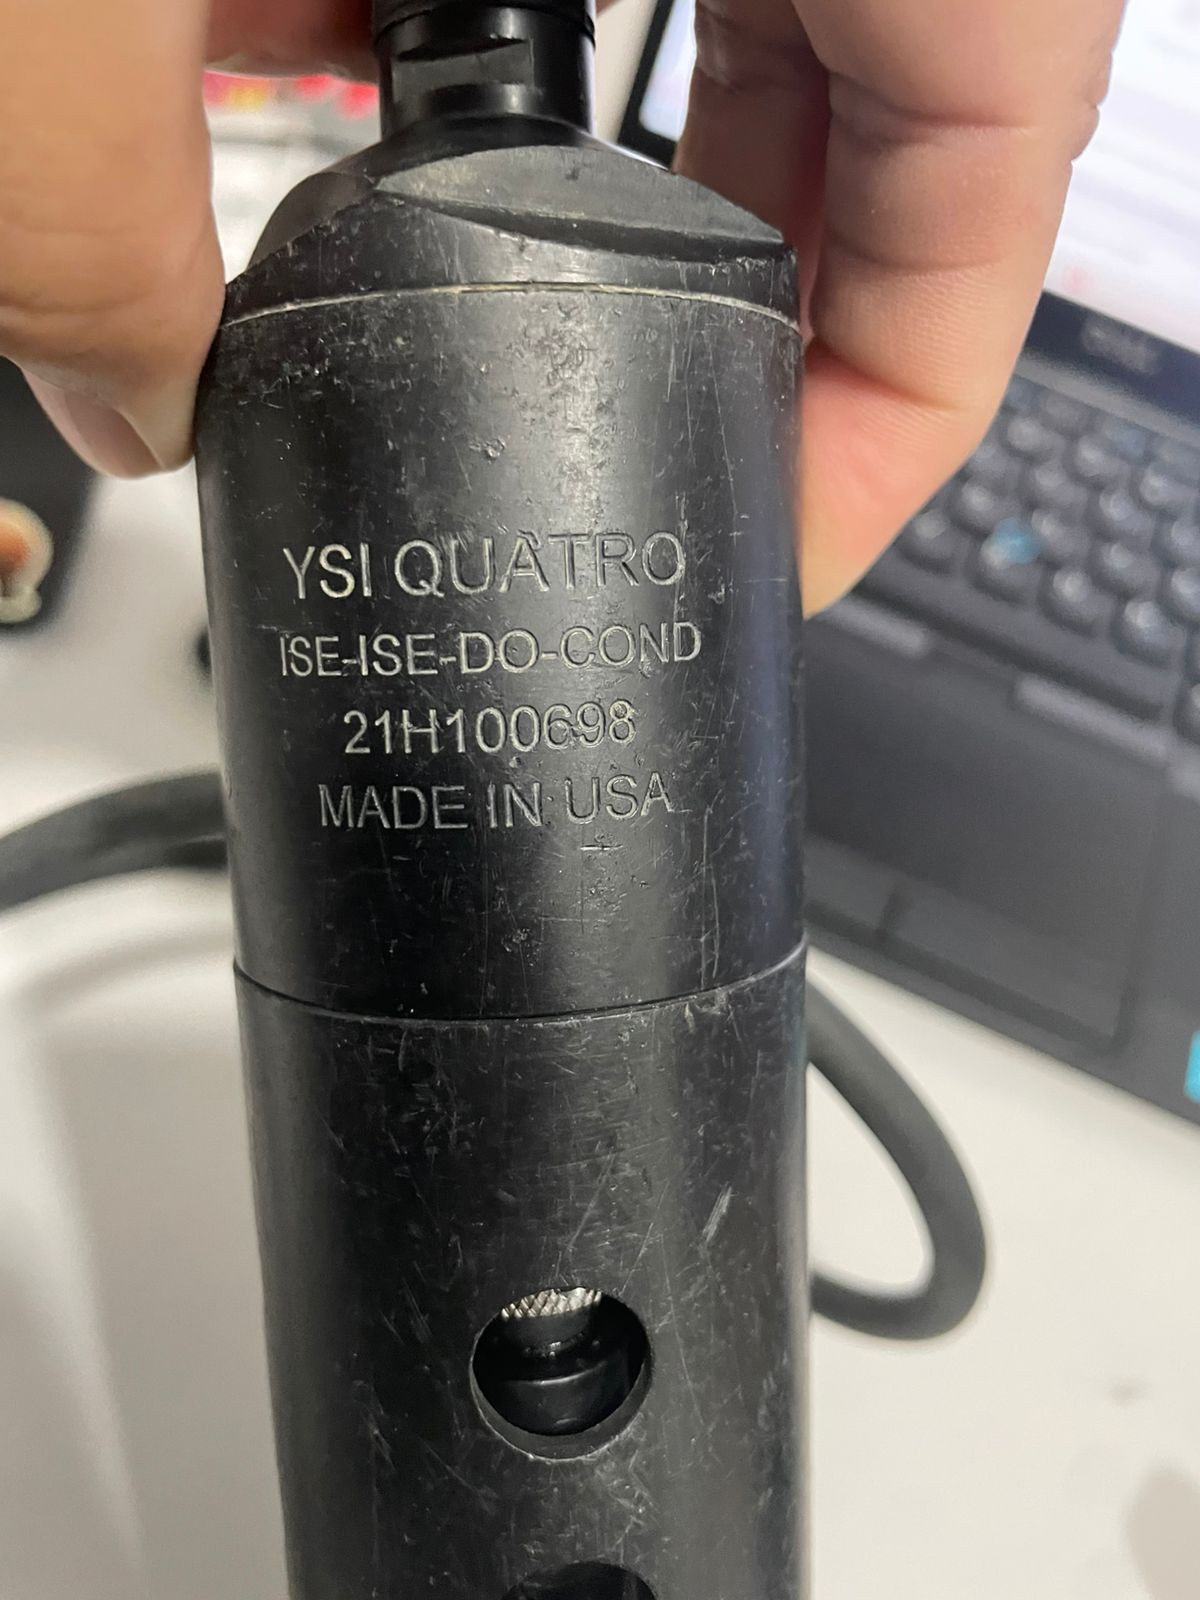 YSI QUATRO
ISE-ISE-DO-COND
21H100698
MADE IN USA